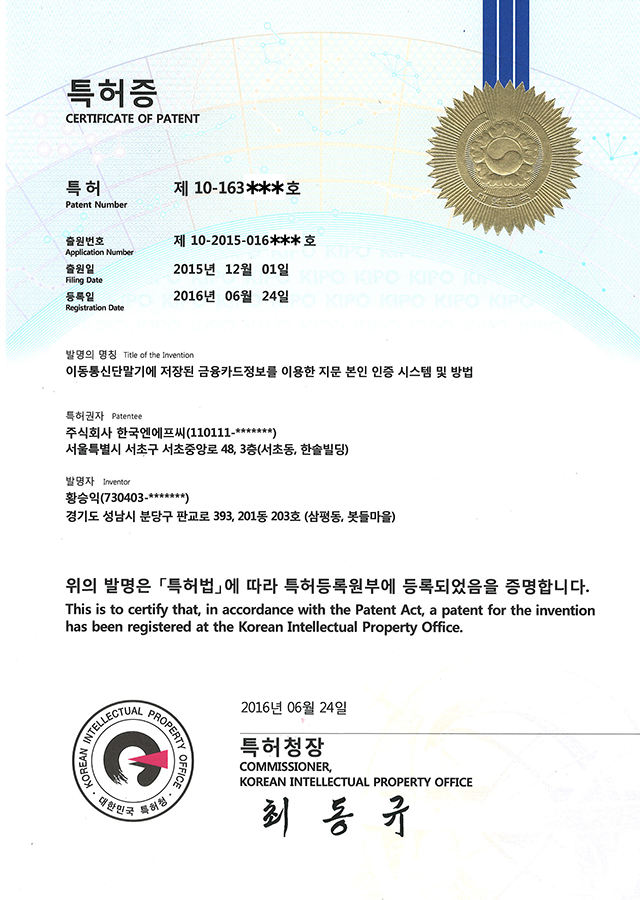 특허증
CERTIFICATE OF PATENT
특허 제 10-163***호
Patent Number
출원번호 제 10-2015-016***호
Application Number
출원일 2015년 12월 01일
Filing Date
등록일 2016년 06월 24일
Registration Date
KIPO KIPO KIPO KIPO KIPO
발명의 명칭 Title of the Invention
이동통신단말기에 저장된 금융카드정보를 이용한 지문 본인 인증 시스템 및 방법
특허권자 Patentee
주식회사 한국엔에프씨(110111-*******)
서울특별시 서초구 서초중앙로 48, 3층(서초동, 한솔빌딩)
발명자 Inventor
황승익(730403-*******)
경기도 성남시 분당구 판교로 393, 201동 203호 (삼평동, 봇들마을)
위의 발명은 「특허법」에 따라 특허등록원부에 등록되었음을 증명합니다.
This is to certify that, in accordance with the Patent Act, a patent for the invention
has been registered at the Korean Intellectual Property Office.
2016년 06월 24일
특허청장
COMMISSIONER,
KOREAN INTELLECTUAL PROPERTY OFFICE
최동규
KOREAN INTELLECTUAL PROPERTY OFFICE
대한민국 특허청